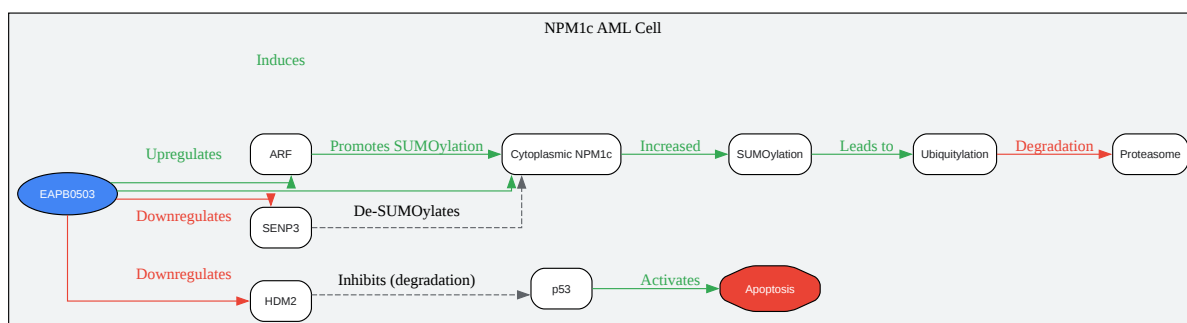 NPM1c AML Cell
Induces
Upregulates
ARF
Promotes SUMOylation
Cytoplasmic NPM1c
Increased
SUMOylation
Leads to
Ubiquitylation
Degradation
Proteasome
EAPB0503
Downregulates
SENP3
De-SUMOylates
Downregulates
HDM2
Inhibits (degradation)
p53
Activates
Apoptosis